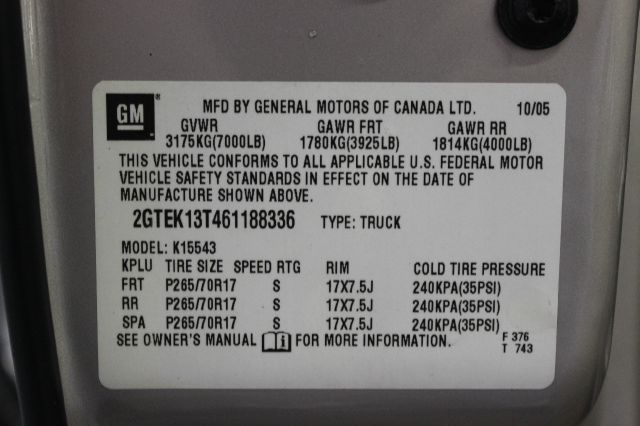 GM ® MFD BY GENERAL MOTORS OF CANADA LTD. 10/05
GVWR GAWR FRT GAWR RR
3175KG(7000LB) 1780KG(3925LB) 1814KG(4000LB)
THIS VEHICLE CONFORMS TO ALL APPLICABLE U.S. FEDERAL MOTOR
VEHICLE SAFETY STANDARDS IN EFFECT ON THE DATE OF
MANUFACTURE SHOWN ABOVE.
2GTEK13T461188336 TYPE: TRUCK
MODEL: K15543
KPLU TIRE SIZE SPEED RTG RIM COLD TIRE PRESSURE
FRT P265/70R17 S 17X7.5J 240KPA(35PSI)
RR P265/70R17 S 17X7.5J 240KPA(35PSI)
SPA P265/70R17 S 17X7.5J 240KPA(35PSI)
SEE OWNER'S MANUAL i FOR MORE INFORMATION. F 376
T 743